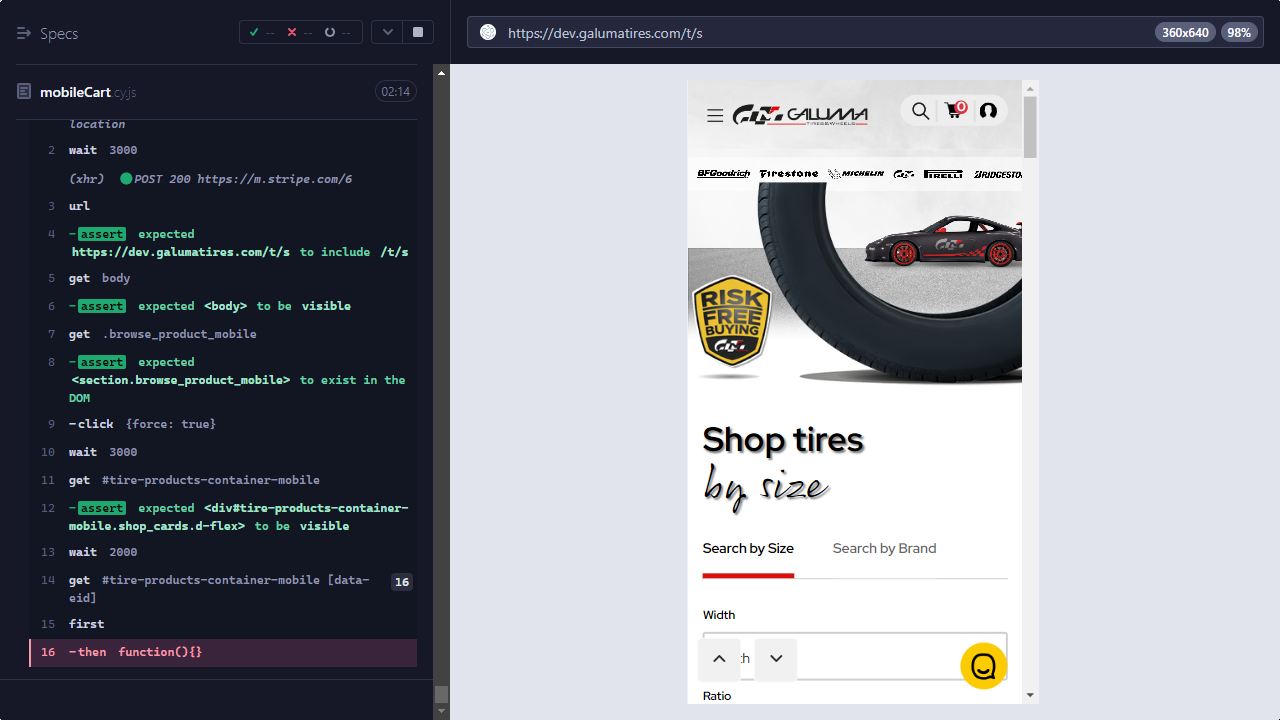 Specs
-- -- --
https://dev.galumatires.com/t/s
360x640
98%
mobileCart.cy.js
02:14
location
2 wait 3000
(xhr) POST 200 https://m.stripe.com/6
3 url
4 -assert expected
https://dev.galumatires.com/t/s to include /t/s
5 get body
6 -assert expected <body> to be visible
7 get .browse_product_mobile
8 -assert expected
<section.browse_product_mobile> to exist in the
DOM
9 -click {force: true}
10 wait 3000
11 get #tire-products-container-mobile
12 -assert expected <div#tire-products-container-
mobile.shop_cards.d-flex> to be visible
13 wait 2000
14 get #tire-products-container-mobile [data-
eid]
16
15 first
16 -then function(){}
GALUMA
TIRES&WHEELS
0
BFGoodrich Firestone MICHELIN GT PIRELLI BRIDGESTON
RISK
FREE
BUYING
Shop tires
by size
Search by Size
Search by Brand
Width
th
Ratio